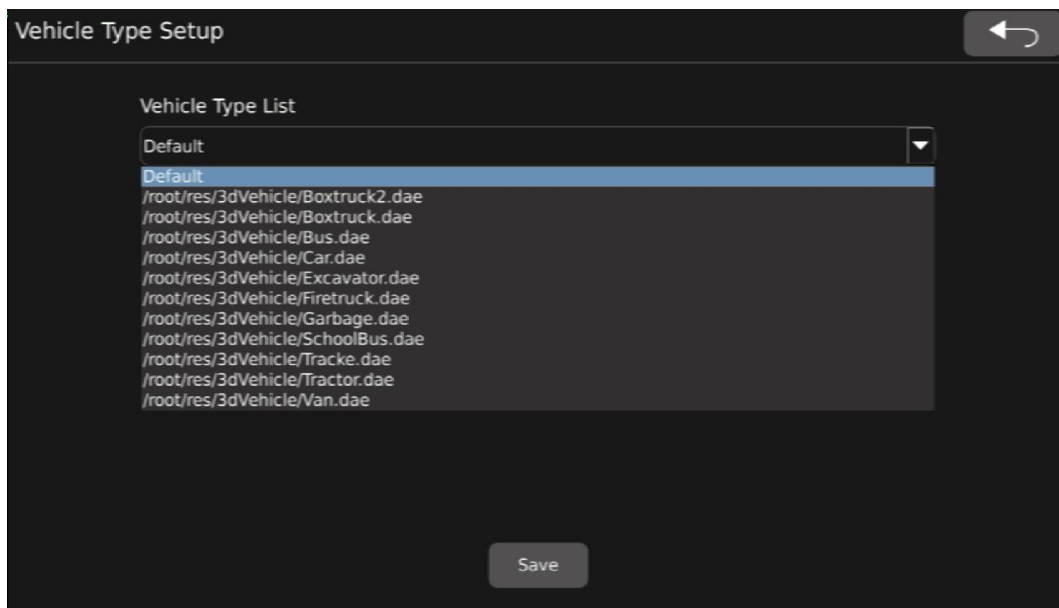 Vehicle Type Setup
Vehicle Type List
Default
Default
/root/res/3dVehicle/Boxtruck2.dae
/root/res/3dVehicle/Boxtruck.dae
/root/res/3dVehicle/Bus.dae
/root/res/3dVehicle/Car.dae
/root/res/3dVehicle/Excavator.dae
/root/res/3dVehicle/Firetruck.dae
/root/res/3dVehicle/Garbage.dae
/root/res/3dVehicle/SchoolBus.dae
/root/res/3dVehicle/Tracke.dae
/root/res/3dVehicle/Tractor.dae
/root/res/3dVehicle/Van.dae
Save